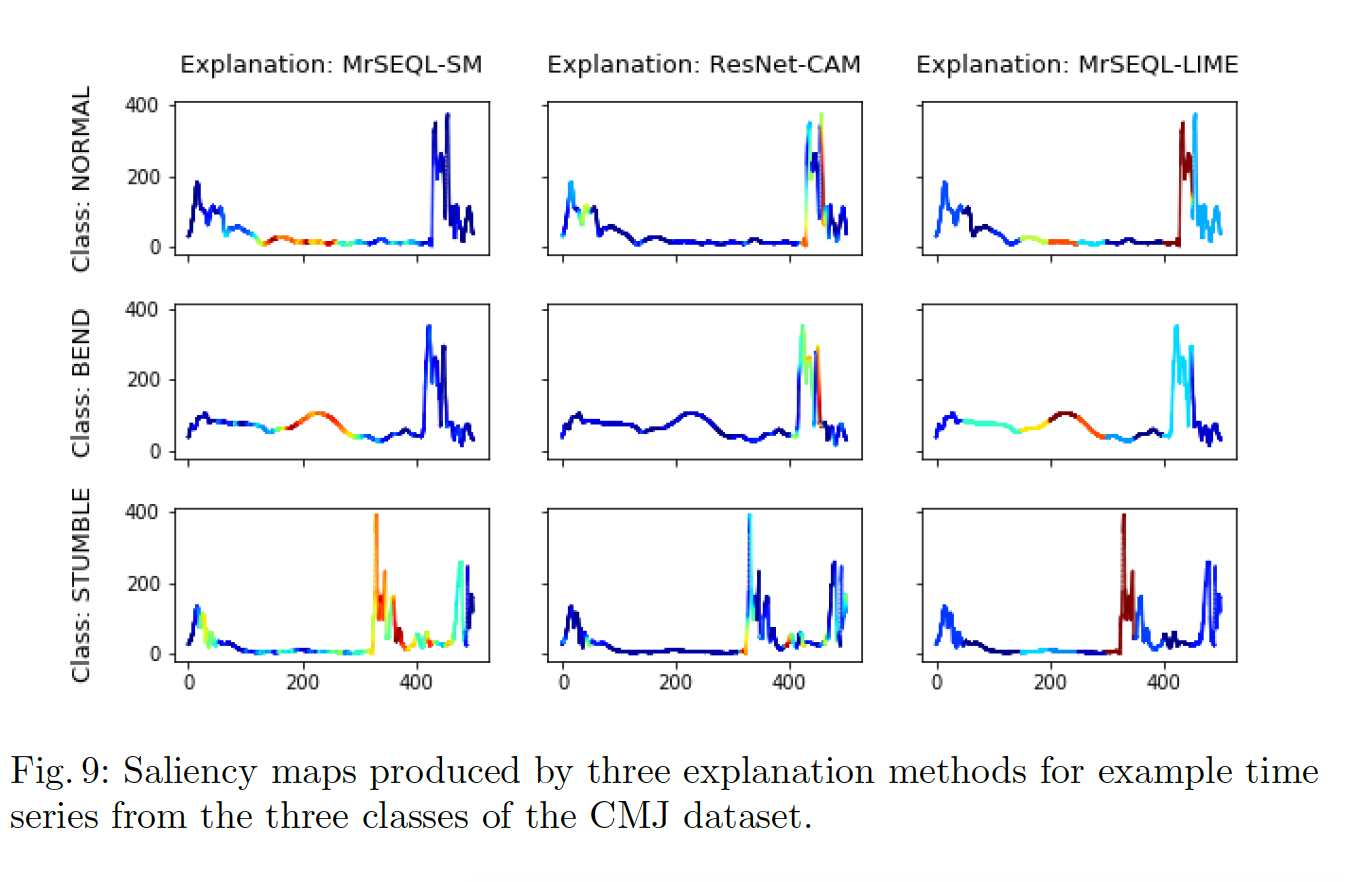 Explanation: MrSEQL-SM Explanation: ResNet-CAM Explanation: MrSEQL-LIME
Class: NORMAL
400
200
0
Class: BEND
400
200
0
Class: STUMBLE
400
200
0
0 200 400 0 200 400 0 200 400
Fig. 9: Saliency maps produced by three explanation methods for example time
series from the three classes of the CMJ dataset.